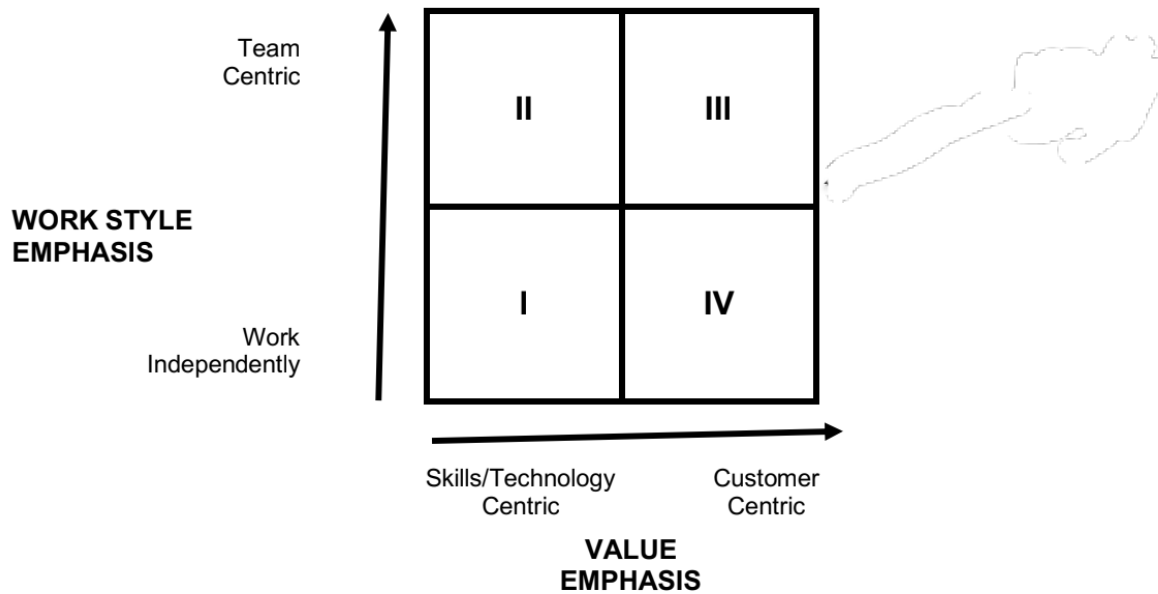 Team
Centric
II
III
WORK STYLE
EMPHASIS
I
IV
Work
Independently
Skills/Technology
Centric
Customer
Centric
VALUE
EMPHASIS